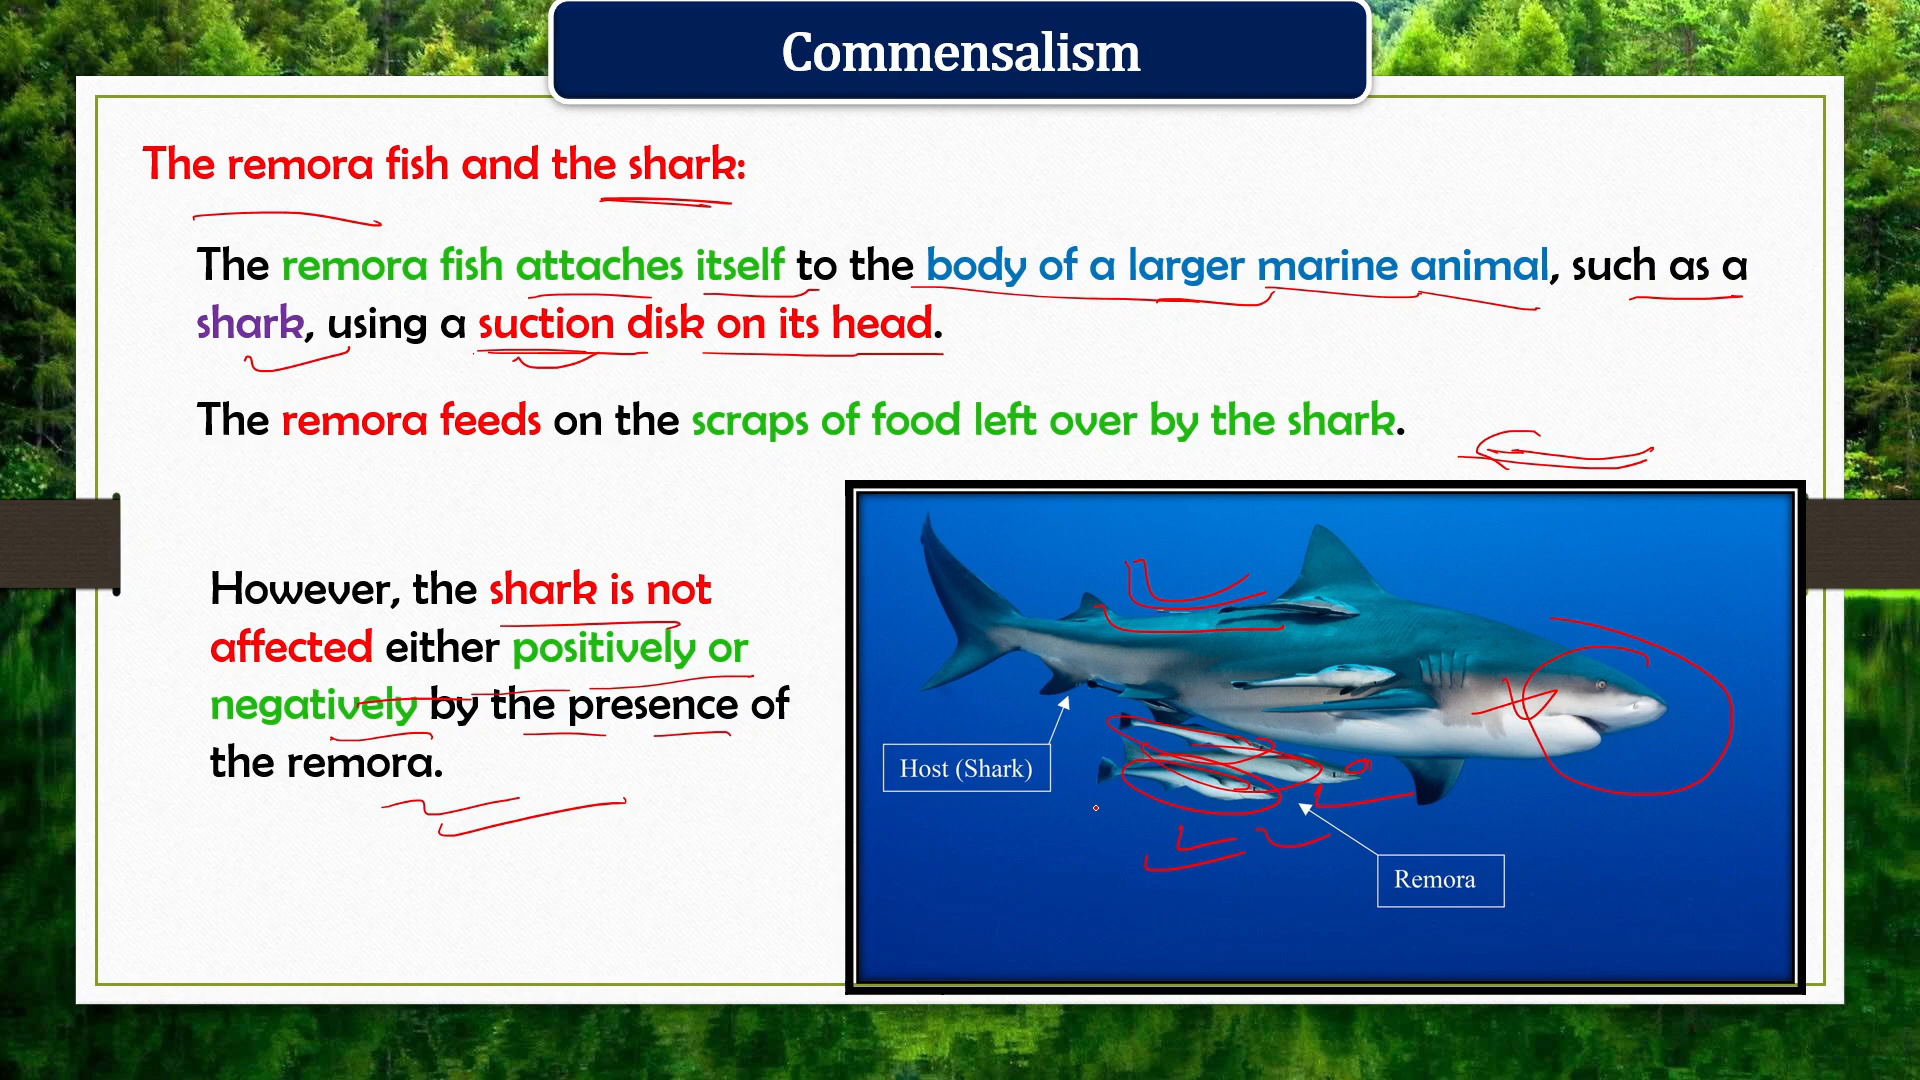 Commensalism
The remora fish and the shark:
The remora fish attaches itself to the body of a larger marine animal, such as a
shark, using a suction disk on its head.
The remora feeds on the scraps of food left over by the shark.
However, the shark is not
affected either positively or
negatively by the presence of
the remora.
Host (Shark)
Remora